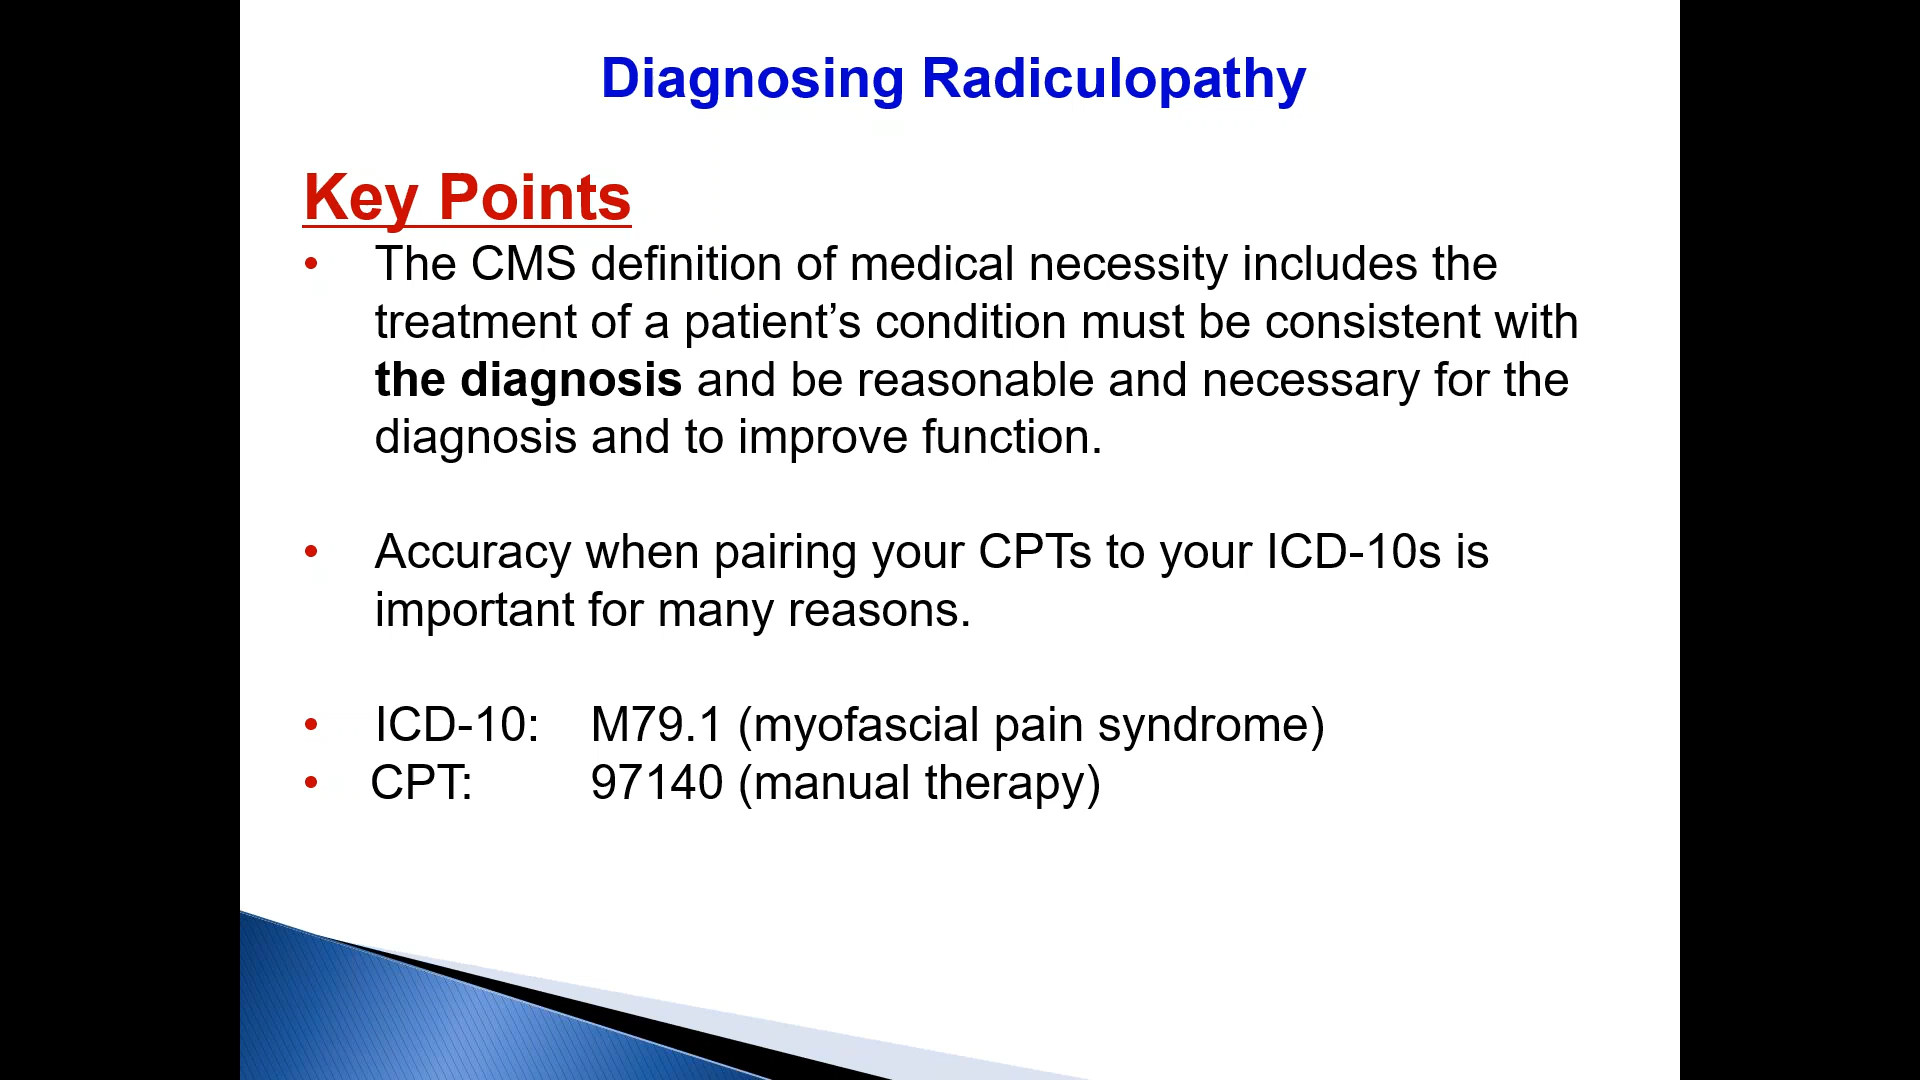 Diagnosing Radiculopathy
Key Points
• The CMS definition of medical necessity includes the
treatment of a patient’s condition must be consistent with
the diagnosis and be reasonable and necessary for the
diagnosis and to improve function.
• Accuracy when pairing your CPTs to your ICD-10s is
important for many reasons.
• ICD-10: M79.1 (myofascial pain syndrome)
• CPT: 97140 (manual therapy)